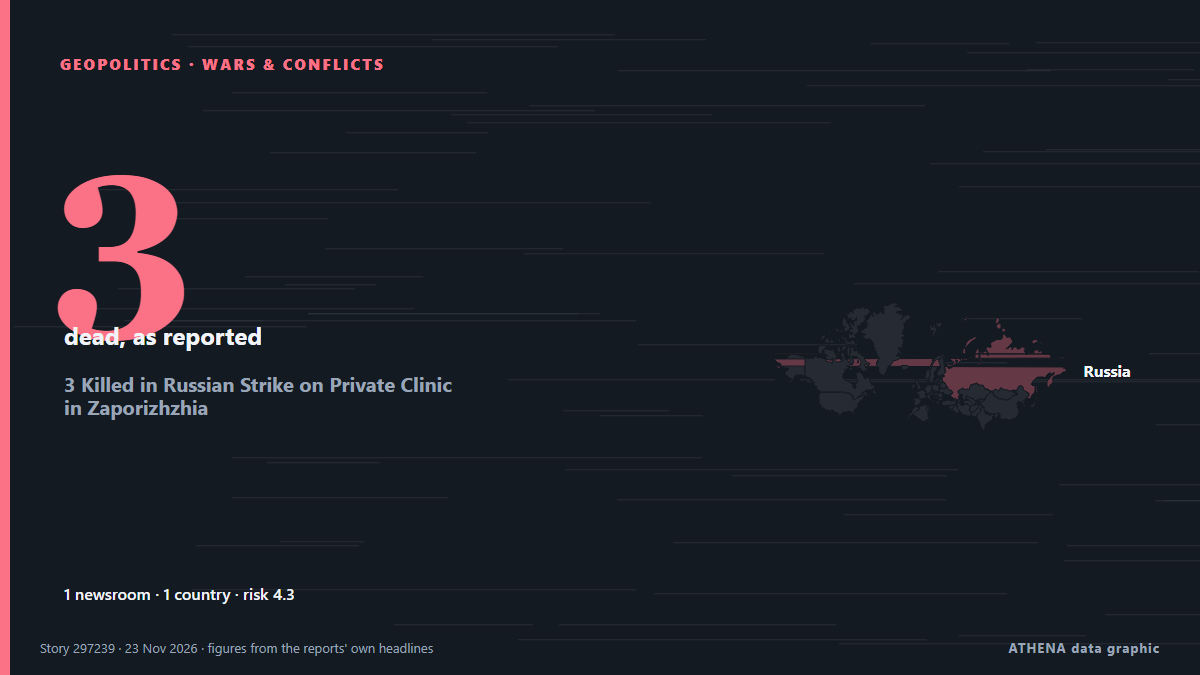 GEOPOLITICS · WARS & CONFLICTS
3
dead, as reported
3 Killed in Russian Strike on Private Clinic
in Zaporizhzhia
Russia
1 newsroom · 1 country · risk 4.3
Story 297239 · 23 Nov 2026 · figures from the reports' own headlines
ATHENA data graphic